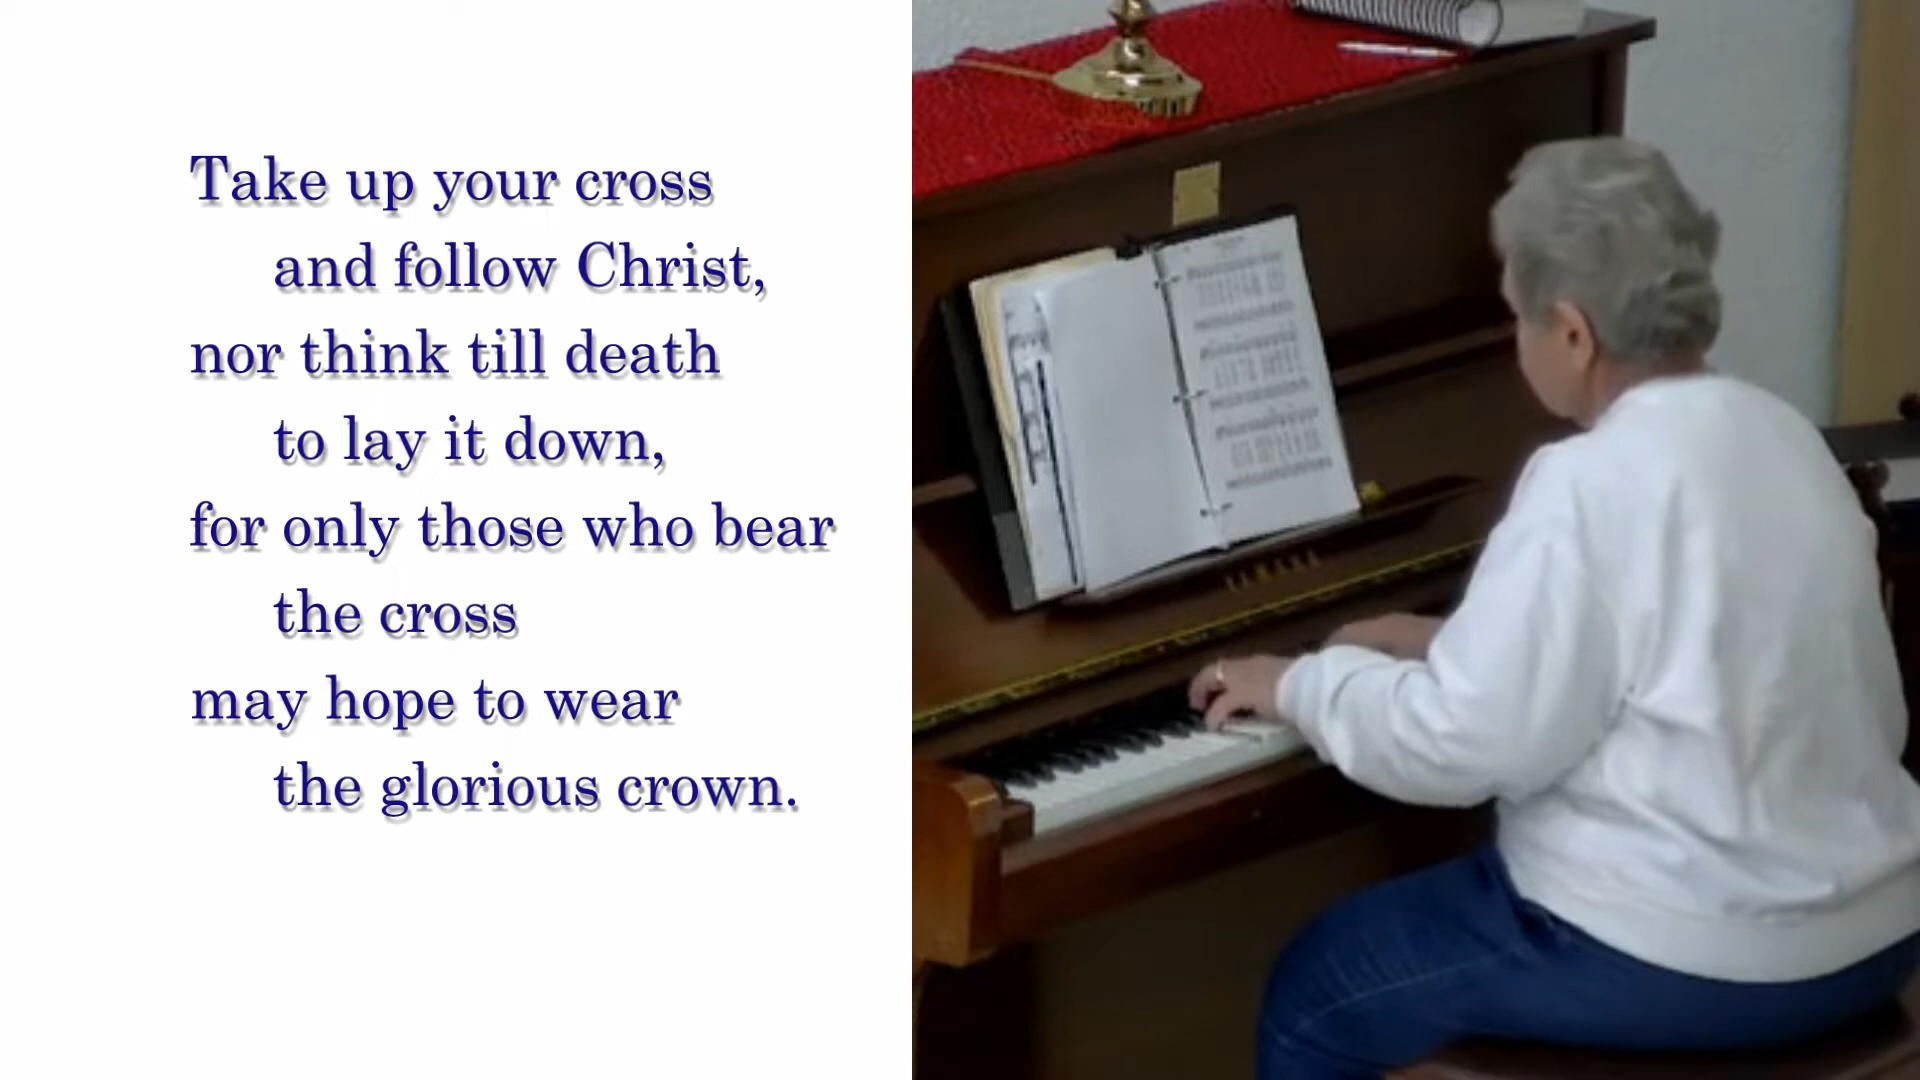 Take up your cross
and follow Christ,
nor think till death
to lay it down,
for only those who bear
the cross
may hope to wear
the glorious crown.